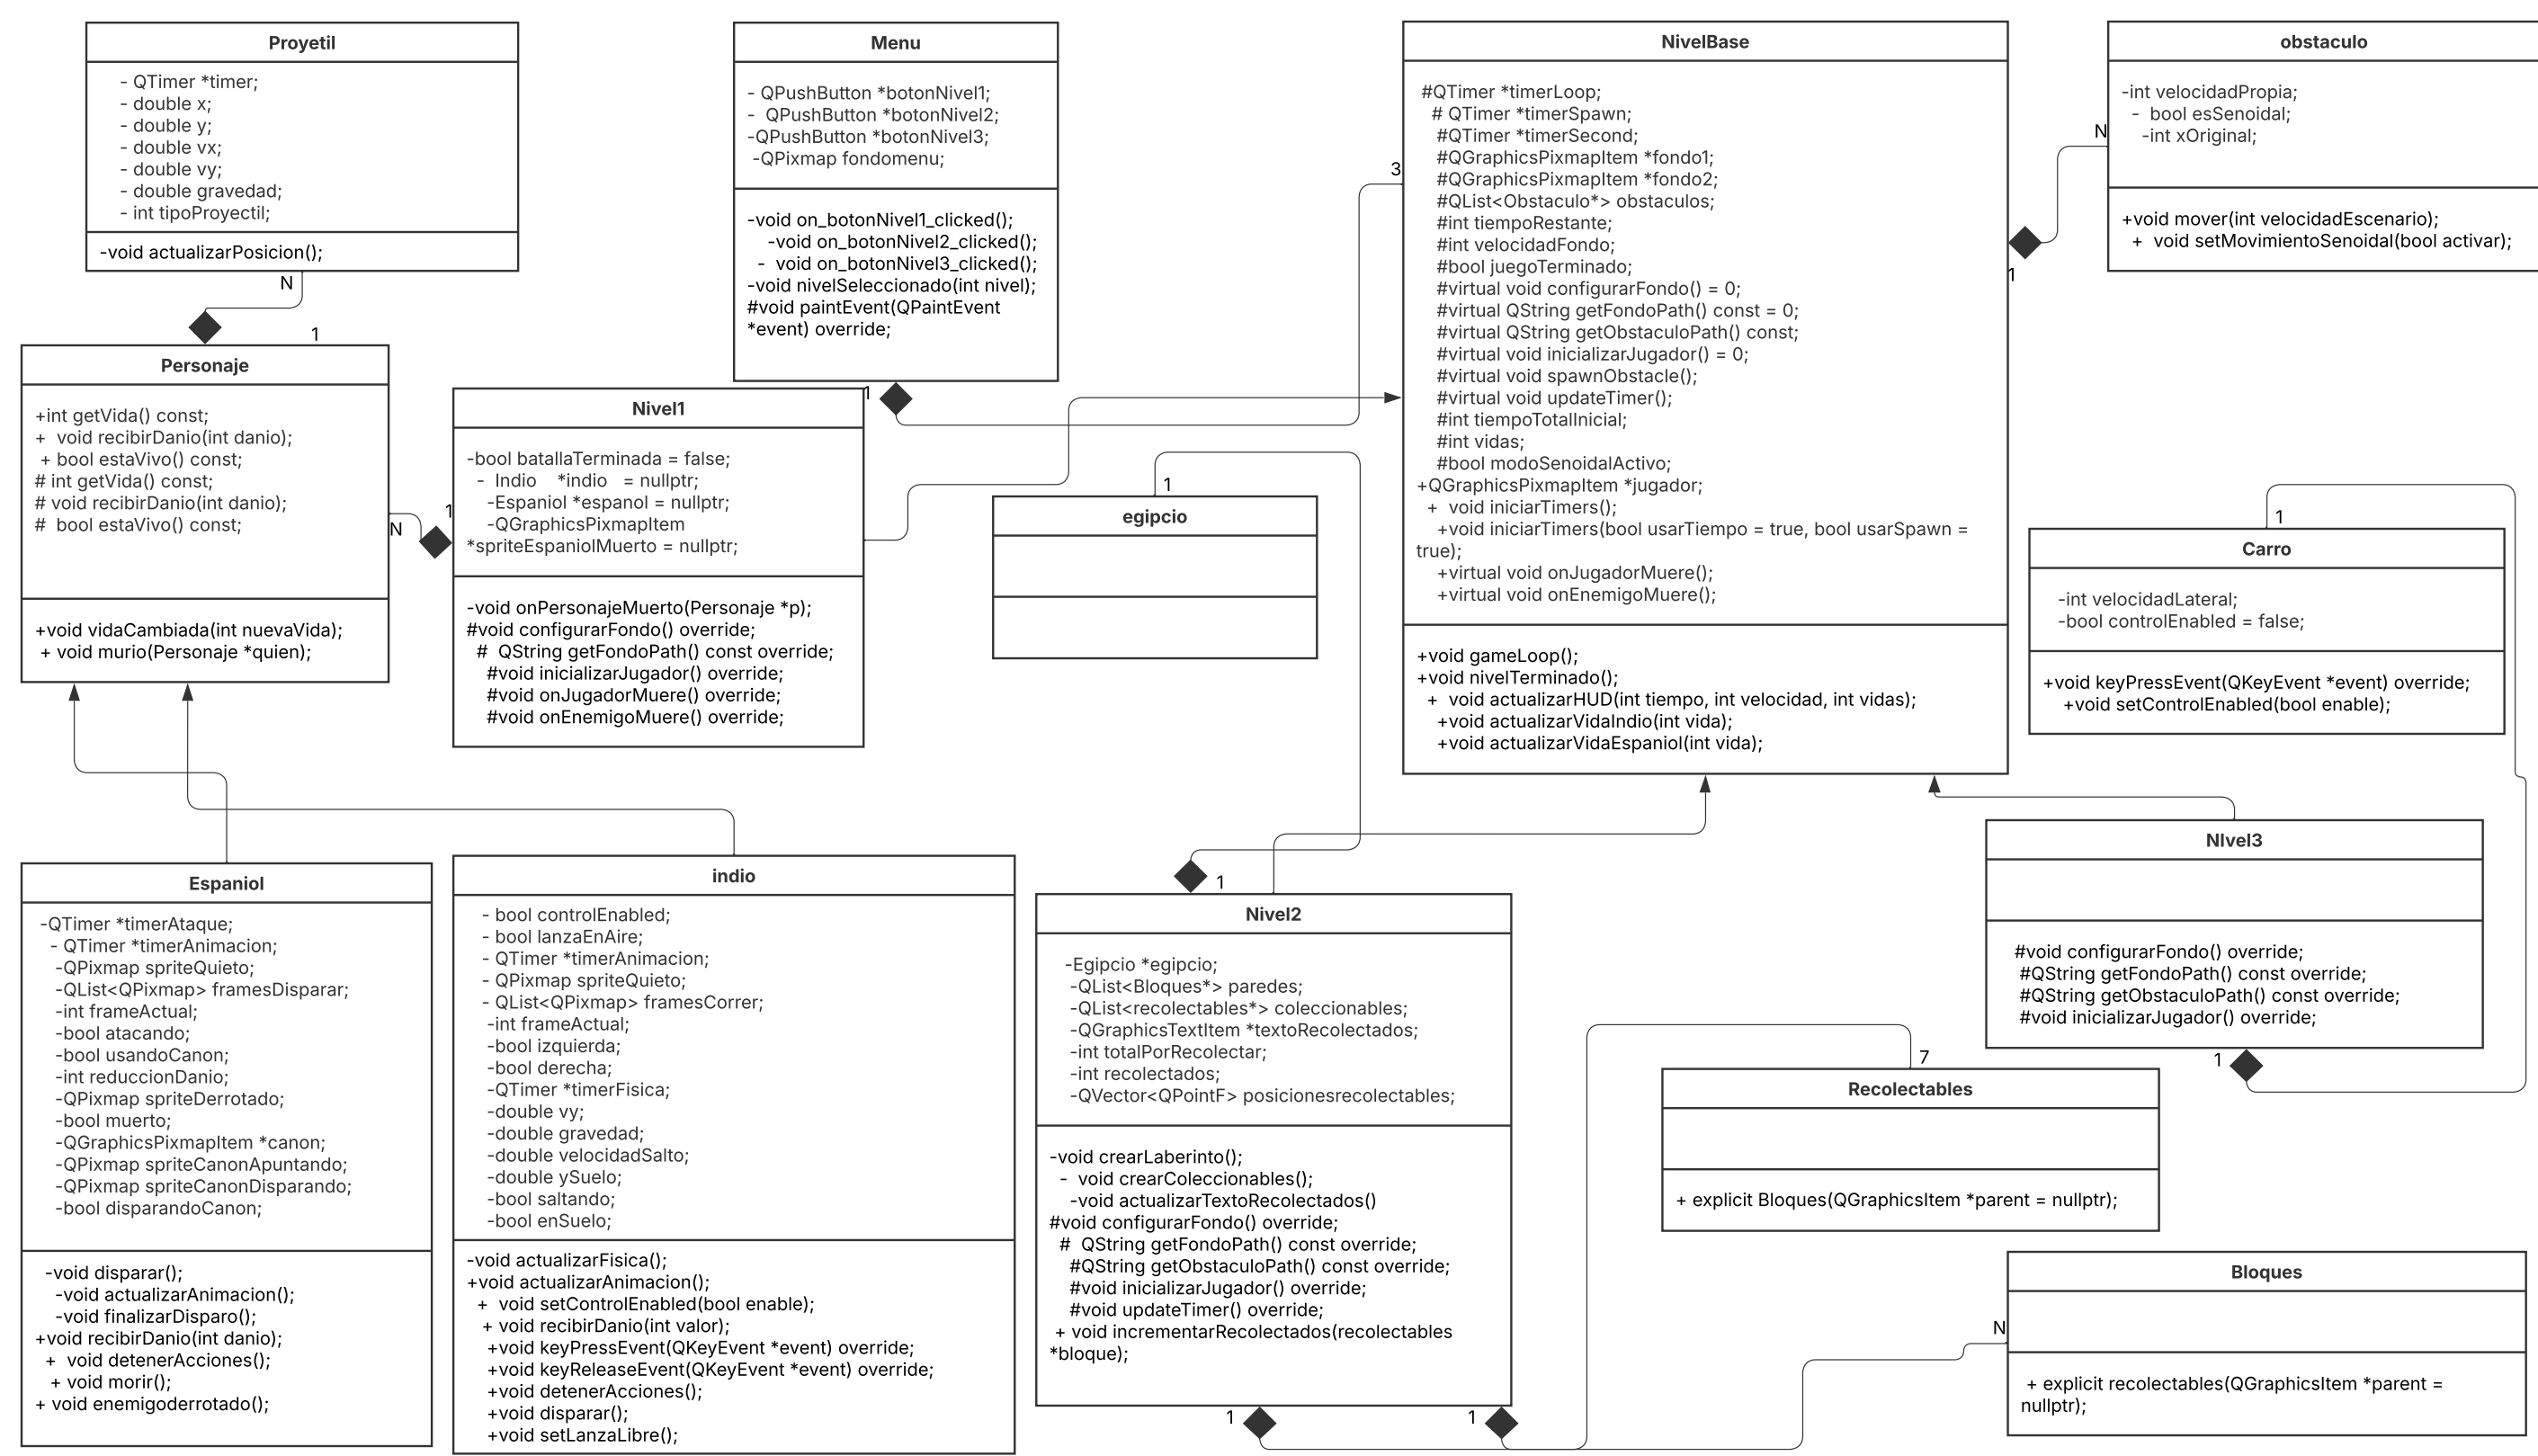 Proyetil
- QTimer *timer;
- double x;
- double y;
- double vx;
- double vy;
- double gravedad;
- int tipoProyectil;
-void actualizarPosicion();
N
1
Personaje
+int getVida() const;
+  void recibirDanio(int danio);
+ bool estaVivo() const;
# int getVida() const;
# void recibirDanio(int danio);
#  bool estaVivo() const;
+void vidaCambiada(int nuevaVida);
+ void murio(Personaje *quien);
N
1
Menu
- QPushButton *botonNivel1;
-  QPushButton *botonNivel2;
-QPushButton *botonNivel3;
-QPixmap fondomenu;
-void on_botonNivel1_clicked();
-void on_botonNivel2_clicked();
-  void on_botonNivel3_clicked();
-void nivelSeleccionado(int nivel);
#void paintEvent(QPaintEvent
*event) override;
1
3
Nivel1
-bool batallaTerminada = false;
-  Indio    *indio   = nullptr;
-Espaniol *espanol = nullptr;
-QGraphicsPixmapItem
*spriteEspaniolMuerto = nullptr;
-void onPersonajeMuerto(Personaje *p);
#void configurarFondo() override;
#  QString getFondoPath() const override;
#void inicializarJugador() override;
#void onJugadorMuere() override;
#void onEnemigoMuere() override;
NivelBase
#QTimer *timerLoop;
# QTimer *timerSpawn;
#QTimer *timerSecond;
#QGraphicsPixmapItem *fondo1;
#QGraphicsPixmapItem *fondo2;
#QList<Obstaculo*> obstaculos;
#int tiempoRestante;
#int velocidadFondo;
#bool juegoTerminado;
#virtual void configurarFondo() = 0;
#virtual QString getFondoPath() const = 0;
#virtual QString getObstaculoPath() const;
#virtual void inicializarJugador() = 0;
#virtual void spawnObstacle();
#virtual void updateTimer();
#int tiempoTotalInicial;
#int vidas;
#bool modoSenoidalActivo;
+QGraphicsPixmapItem *jugador;
+  void iniciarTimers();
+void iniciarTimers(bool usarTiempo = true, bool usarSpawn =
true);
+virtual void onJugadorMuere();
+virtual void onEnemigoMuere();
+void gameLoop();
+void nivelTerminado();
+  void actualizarHUD(int tiempo, int velocidad, int vidas);
+void actualizarVidaIndio(int vida);
+void actualizarVidaEspaniol(int vida);
1
N
obstaculo
-int velocidadPropia;
-  bool esSenoidal;
-int xOriginal;
+void mover(int velocidadEscenario);
+  void setMovimientoSenoidal(bool activar);
1
egipcio
1
Carro
-int velocidadLateral;
-bool controlEnabled = false;
+void keyPressEvent(QKeyEvent *event) override;
+void setControlEnabled(bool enable);
Espaniol
-QTimer *timerAtaque;
- QTimer *timerAnimacion;
-QPixmap spriteQuieto;
-QList<QPixmap> framesDisparar;
-int frameActual;
-bool atacando;
-bool usandoCanon;
-int reduccionDanio;
-QPixmap spriteDerrotado;
-bool muerto;
-QGraphicsPixmapItem *canon;
-QPixmap spriteCanonApuntando;
-QPixmap spriteCanonDisparando;
-bool disparandoCanon;
-void disparar();
-void actualizarAnimacion();
-void finalizarDisparo();
+void recibirDanio(int danio);
+  void detenerAcciones();
+ void morir();
+ void enemigoderrotado();
indio
- bool controlEnabled;
- bool lanzaEnAire;
- QTimer *timerAnimacion;
- QPixmap spriteQuieto;
- QList<QPixmap> framesCorrer;
-int frameActual;
-bool izquierda;
-bool derecha;
-QTimer *timerFisica;
-double vy;
-double gravedad;
-double velocidadSalto;
-double ySuelo;
-bool saltando;
-bool enSuelo;
-void actualizarFisica();
+void actualizarAnimacion();
+  void setControlEnabled(bool enable);
+ void recibirDanio(int valor);
+void keyPressEvent(QKeyEvent *event) override;
+void keyReleaseEvent(QKeyEvent *event) override;
+void detenerAcciones();
+void disparar();
+void setLanzaLibre();
1
Nivel2
-Egipcio *egipcio;
-QList<Bloques*> paredes;
-QList<recolectables*> coleccionables;
-QGraphicsTextItem *textoRecolectados;
-int totalPorRecolectar;
-int recolectados;
-QVector<QPointF> posicionesrecolectables;
-void crearLaberinto();
-  void crearColeccionables();
-void actualizarTextoRecolectados()
#void configurarFondo() override;
#  QString getFondoPath() const override;
#QString getObstaculoPath() const override;
#void inicializarJugador() override;
#void updateTimer() override;
+ void incrementarRecolectados(recolectables
*bloque);
1
1
NIvel3
#void configurarFondo() override;
#QString getFondoPath() const override;
#QString getObstaculoPath() const override;
#void inicializarJugador() override;
1
7
Recolectables
+ explicit Bloques(QGraphicsItem *parent = nullptr);
N
Bloques
+ explicit recolectables(QGraphicsItem *parent =
nullptr);